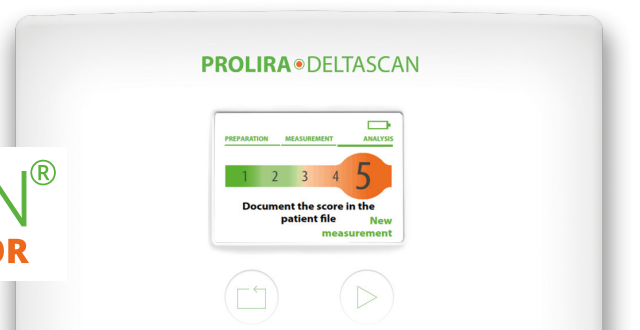 PROLIRA DELTASCAN
PREPARATION MEASUREMENT ANALYSIS
1 2 3 4 5
Document the score in the
patient file
New
measurement
N®
OR